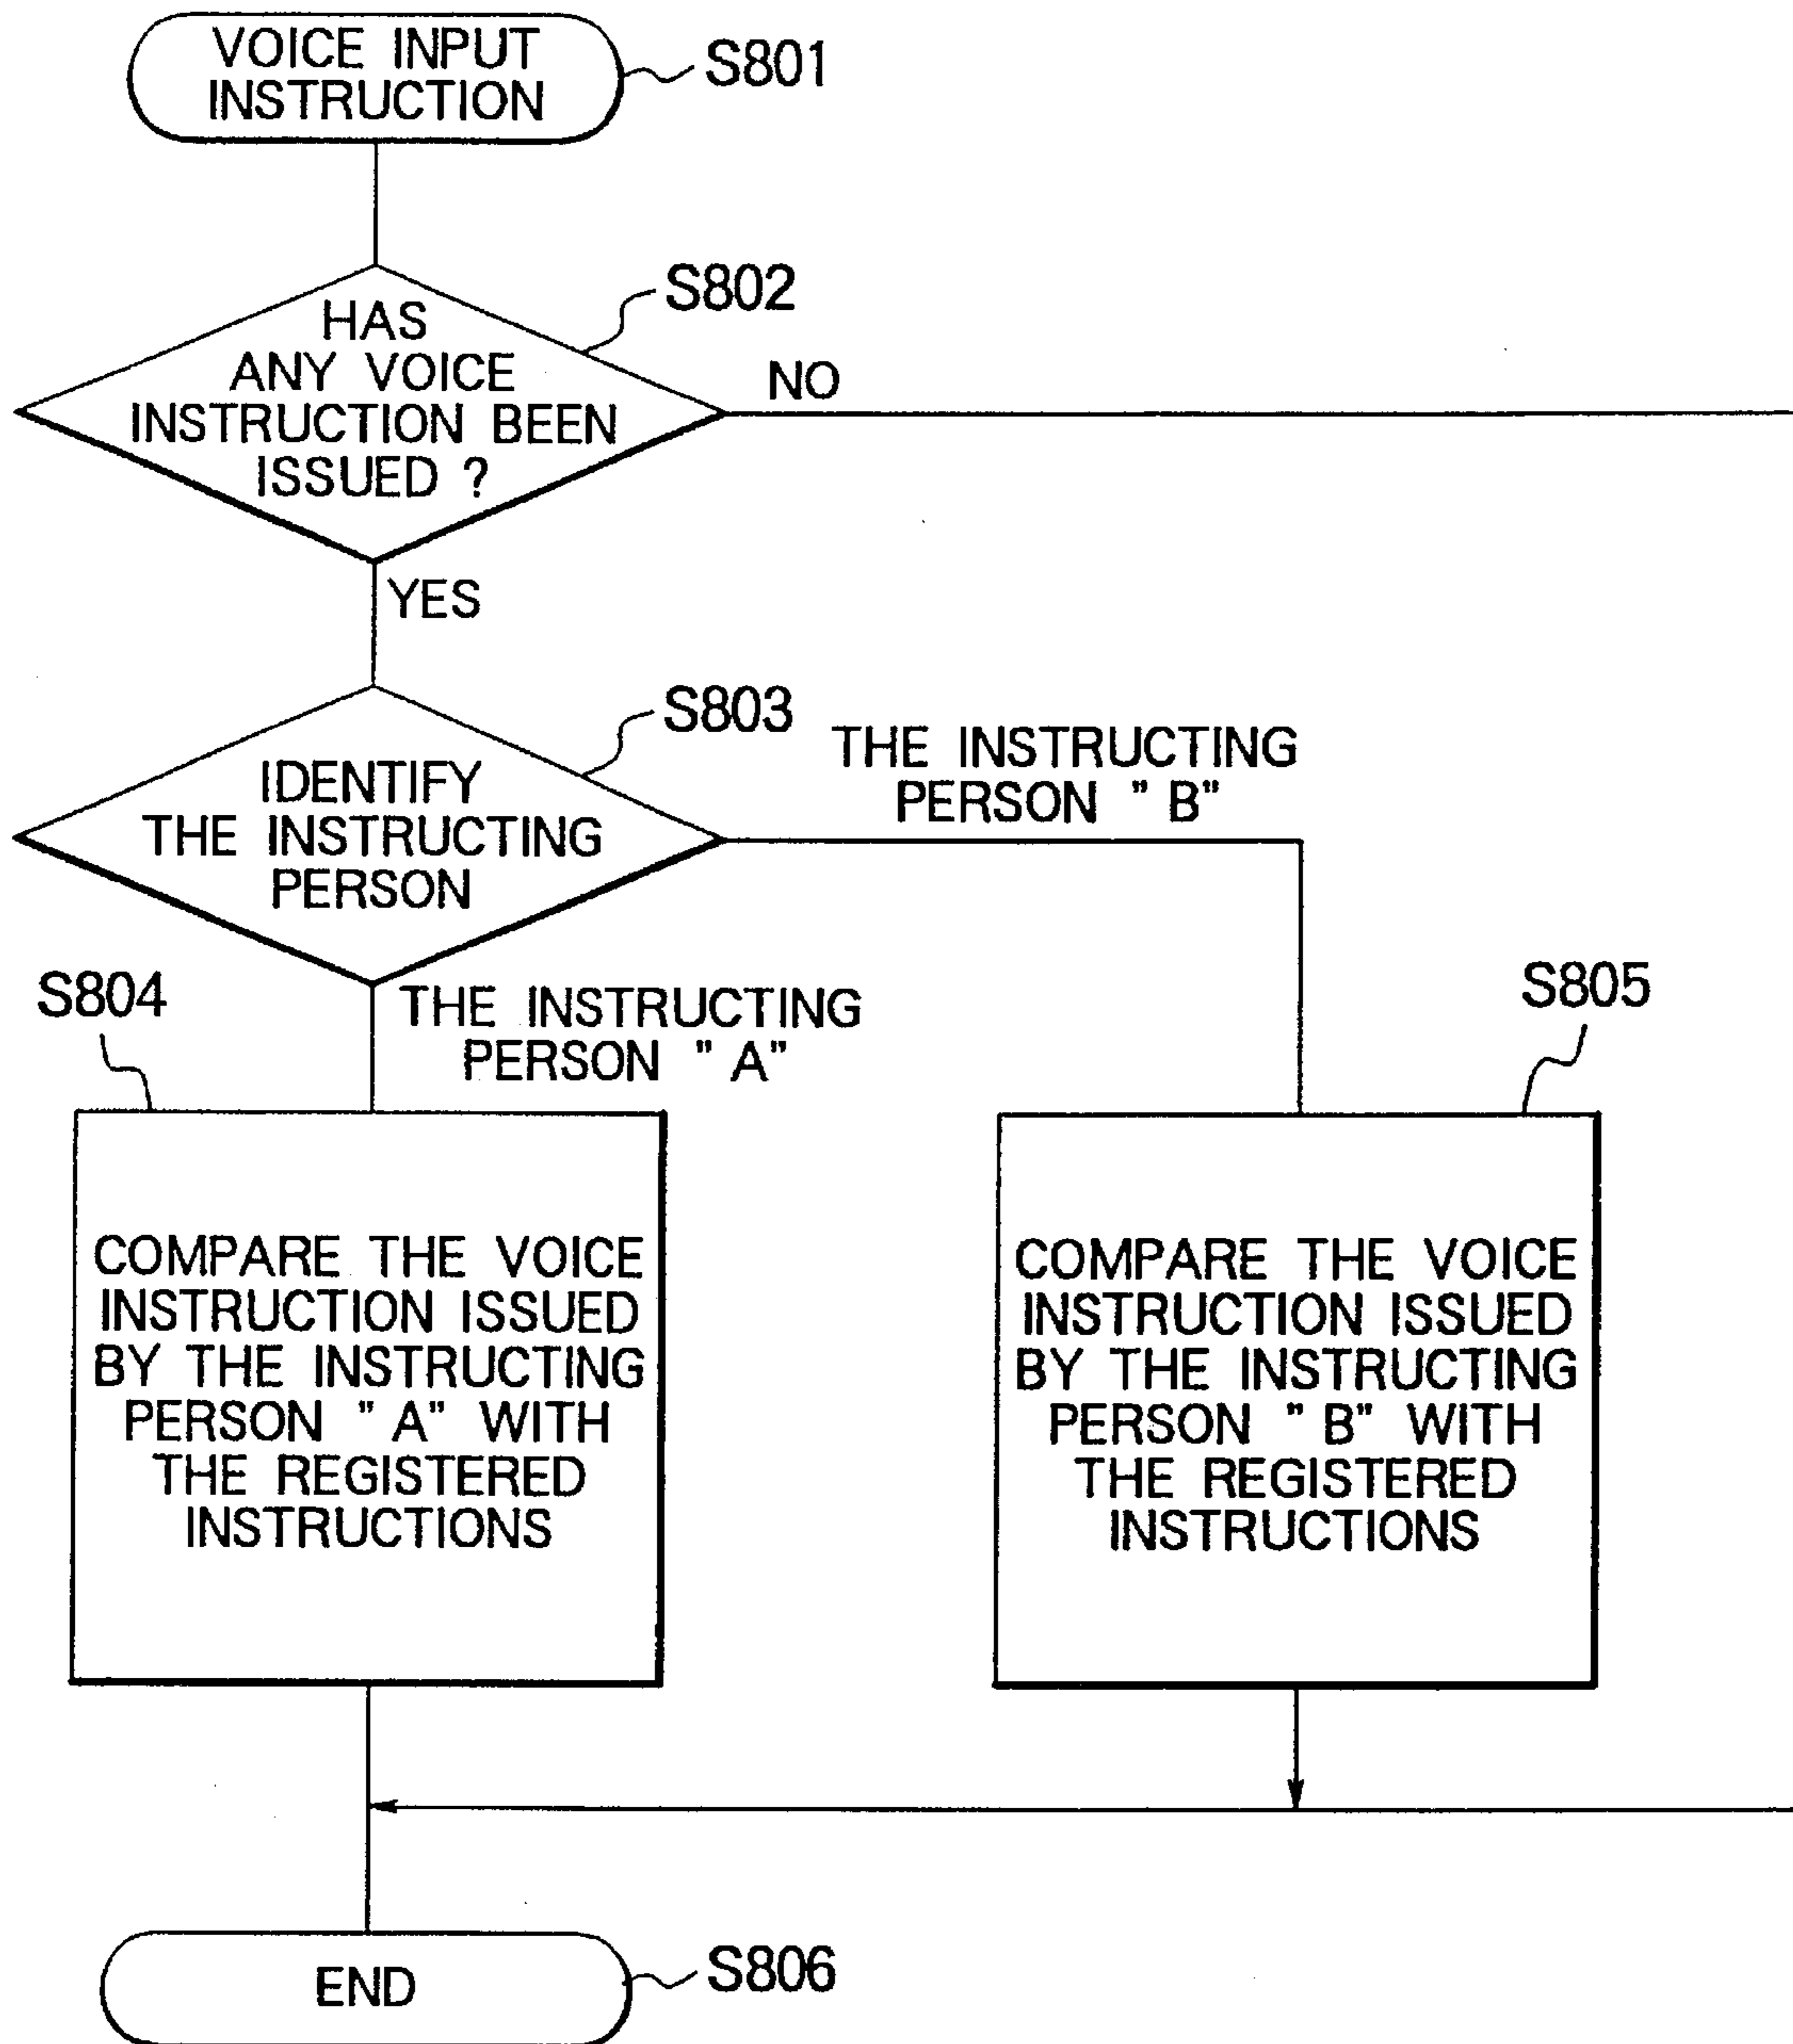 VOICE INPUT
INSTRUCTION
S801
HAS
ANY VOICE
INSTRUCTION BEEN
ISSUED ?
S802
NO
YES
IDENTIFY
THE INSTRUCTING
PERSON
S803
THE INSTRUCTING
PERSON " B"
S804
THE INSTRUCTING
PERSON " A"
S805
COMPARE THE VOICE
INSTRUCTION ISSUED
BY THE INSTRUCTING
PERSON " A" WITH
THE REGISTERED
INSTRUCTIONS
COMPARE THE VOICE
INSTRUCTION ISSUED
BY THE INSTRUCTING
PERSON " B" WITH
THE REGISTERED
INSTRUCTIONS
END
S806